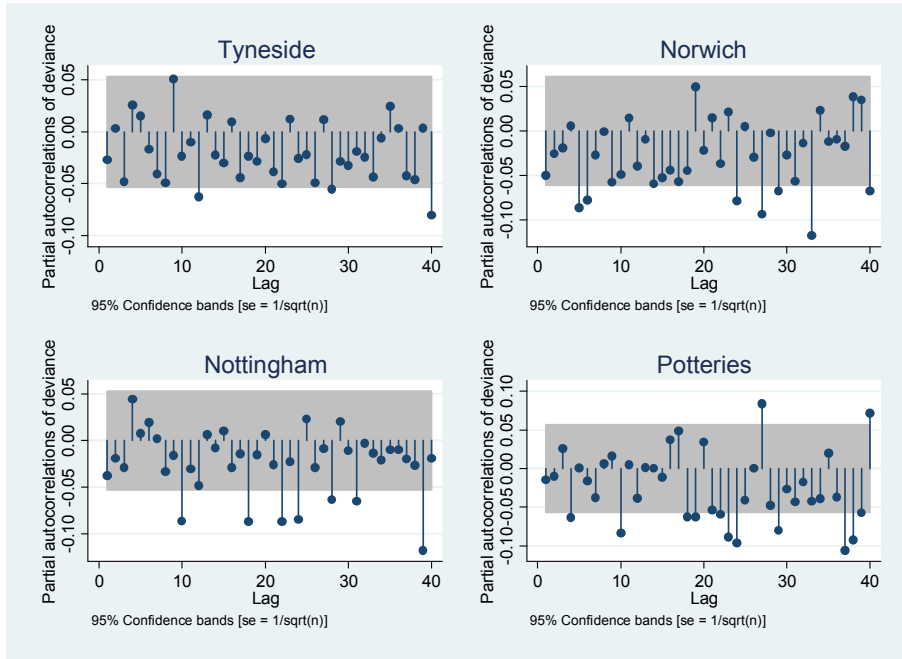 Tyneside
Partial autocorrelations of deviance
0.05
0.00
-0.05
-0.10
0 10 20 30 40
Lag
95% Confidence bands [se = 1/sqrt(n)]
Norwich
Partial autocorrelations of deviance
0.05
0.00
-0.05
-0.10
0 10 20 30 40
Lag
95% Confidence bands [se = 1/sqrt(n)]
Nottingham
Partial autocorrelations of deviance
0.05
0.00
-0.05
-0.10
0 10 20 30 40
Lag
95% Confidence bands [se = 1/sqrt(n)]
Potteries
Partial autocorrelations of deviance
0.10
0.05
0.00
-0.05
-0.10
0 10 20 30 40
Lag
95% Confidence bands [se = 1/sqrt(n)]